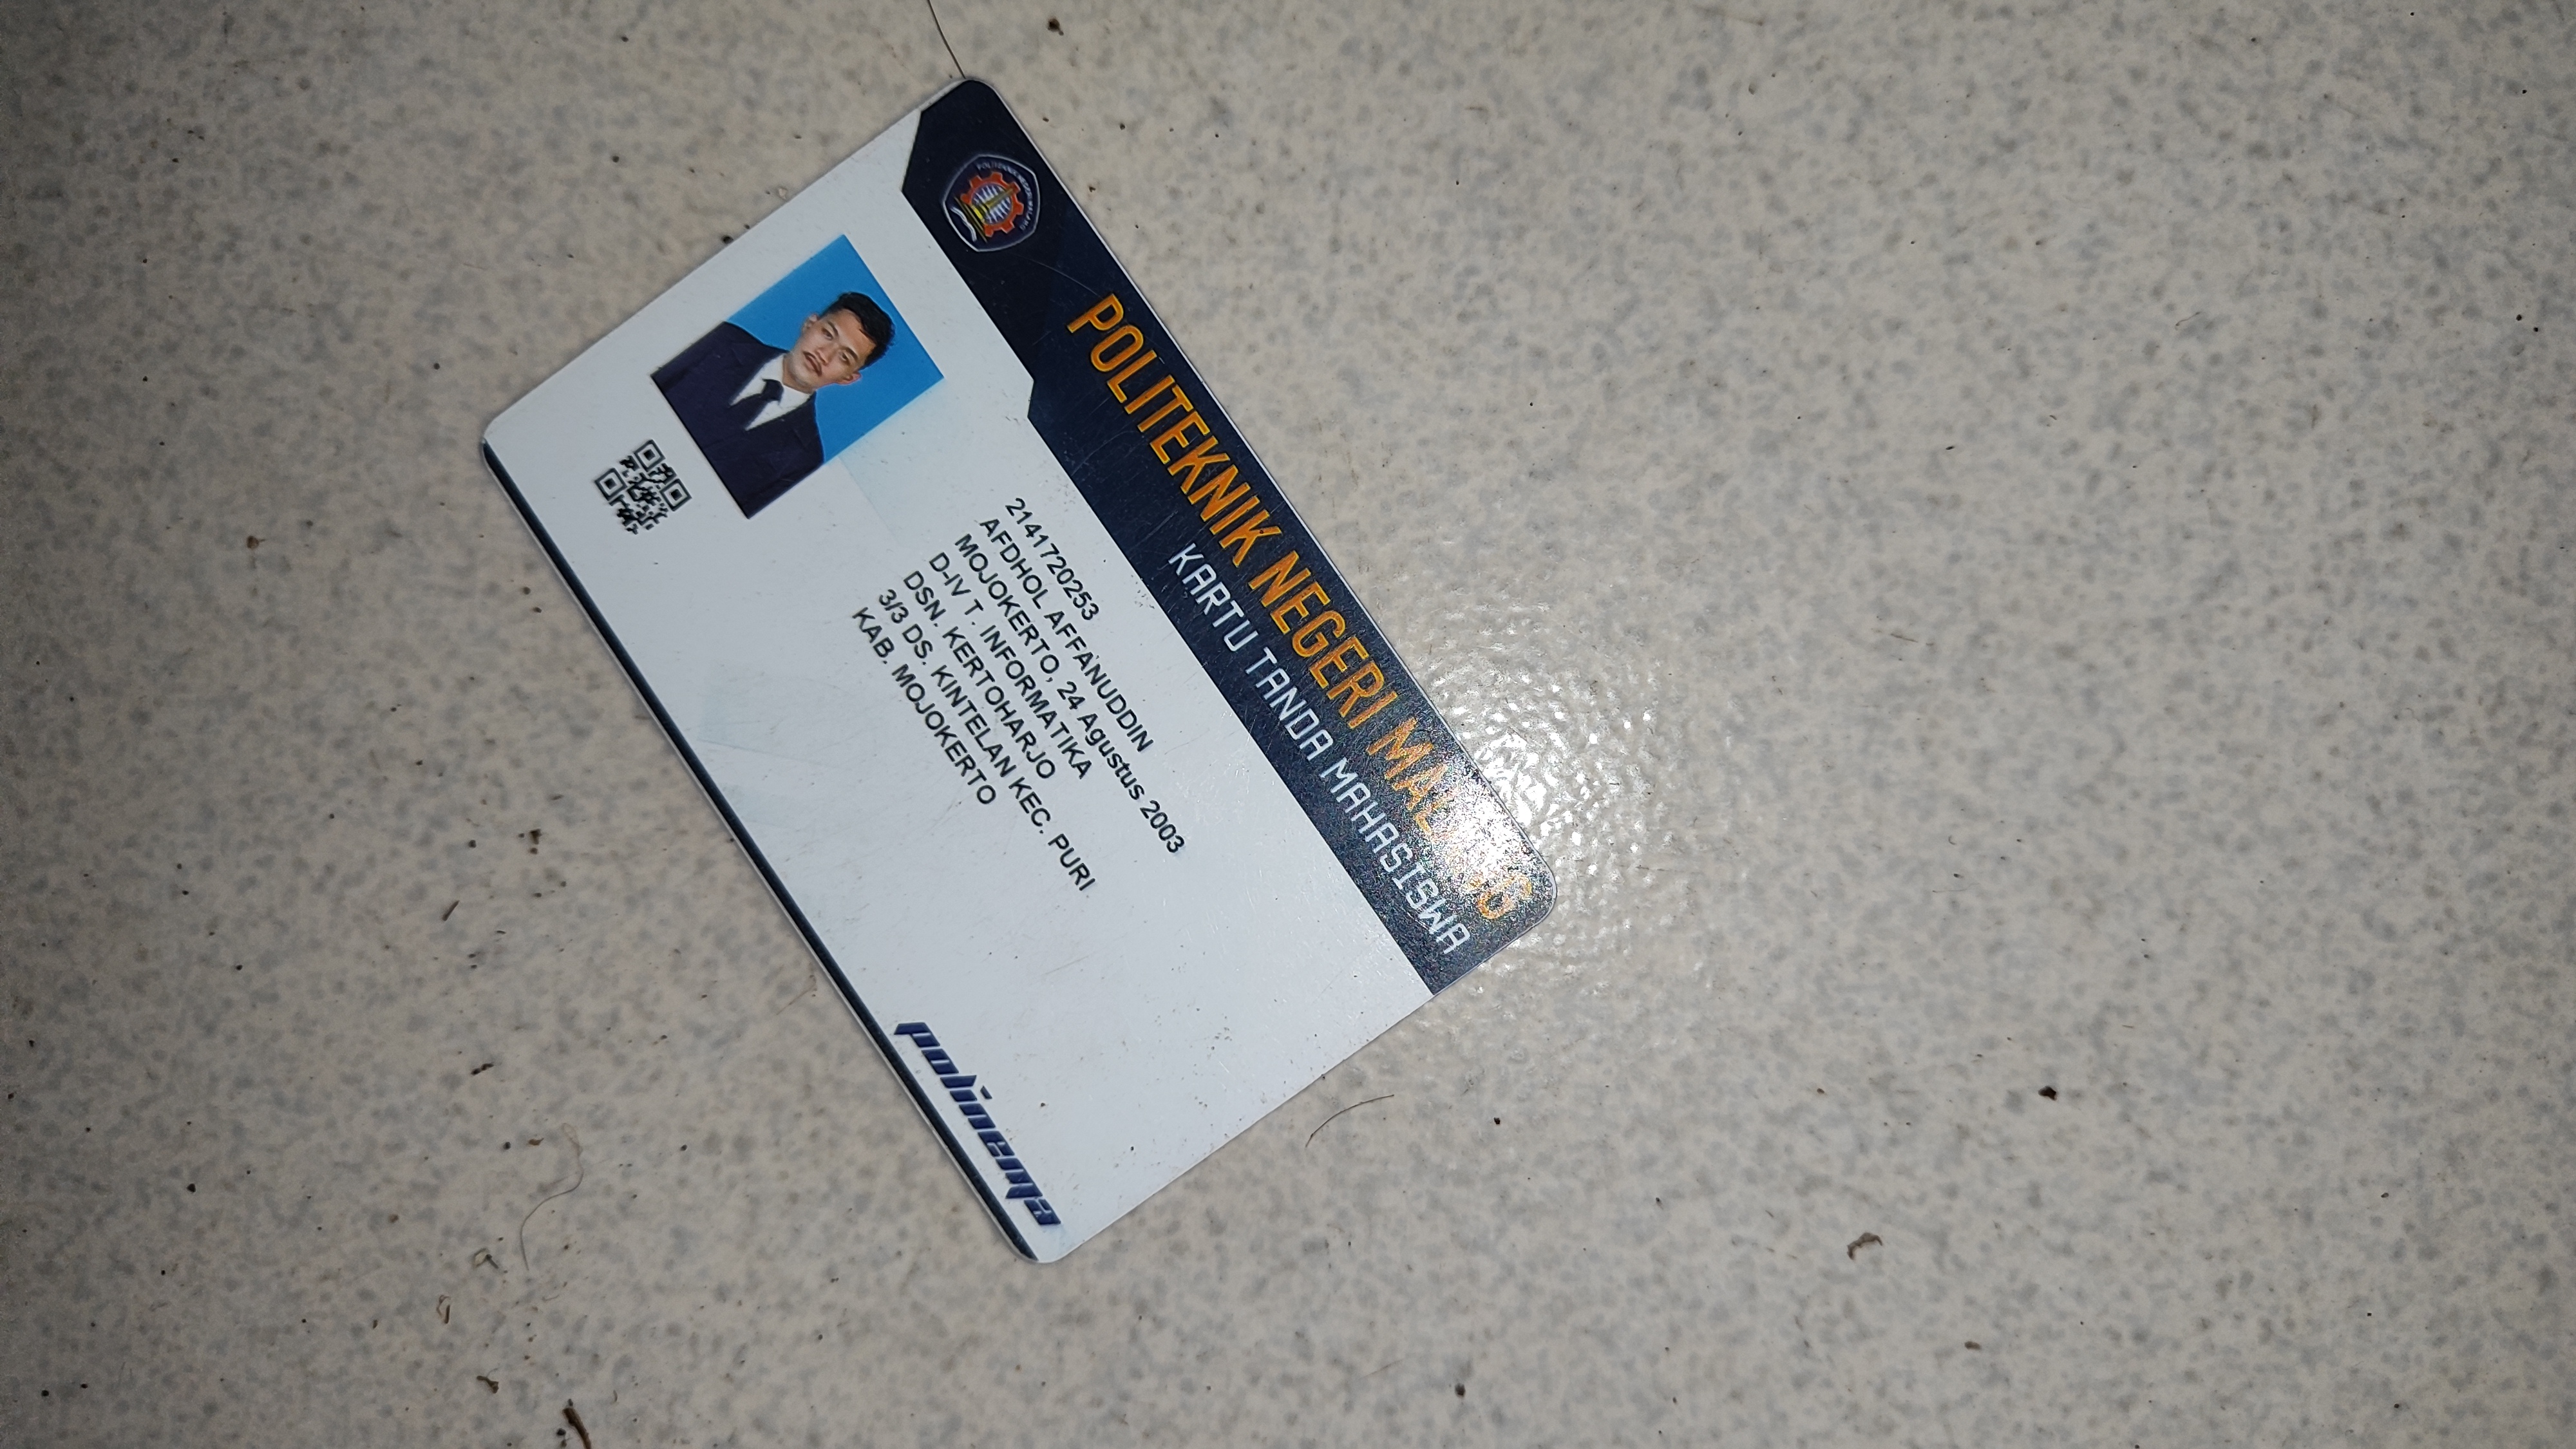 POLITEKNIK NEGERI MALANG
KARTU TANDA MAHASISWA
2141720253
AFDHOL AFFANUDDIN
MOJOKERTO, 24 Agustus 2003
D-IV T. INFORMATIKA
DSN. KERTOHARJO
3/3 DS. KINTELAN KEC. PURI
KAB. MOJOKERTO
polinema